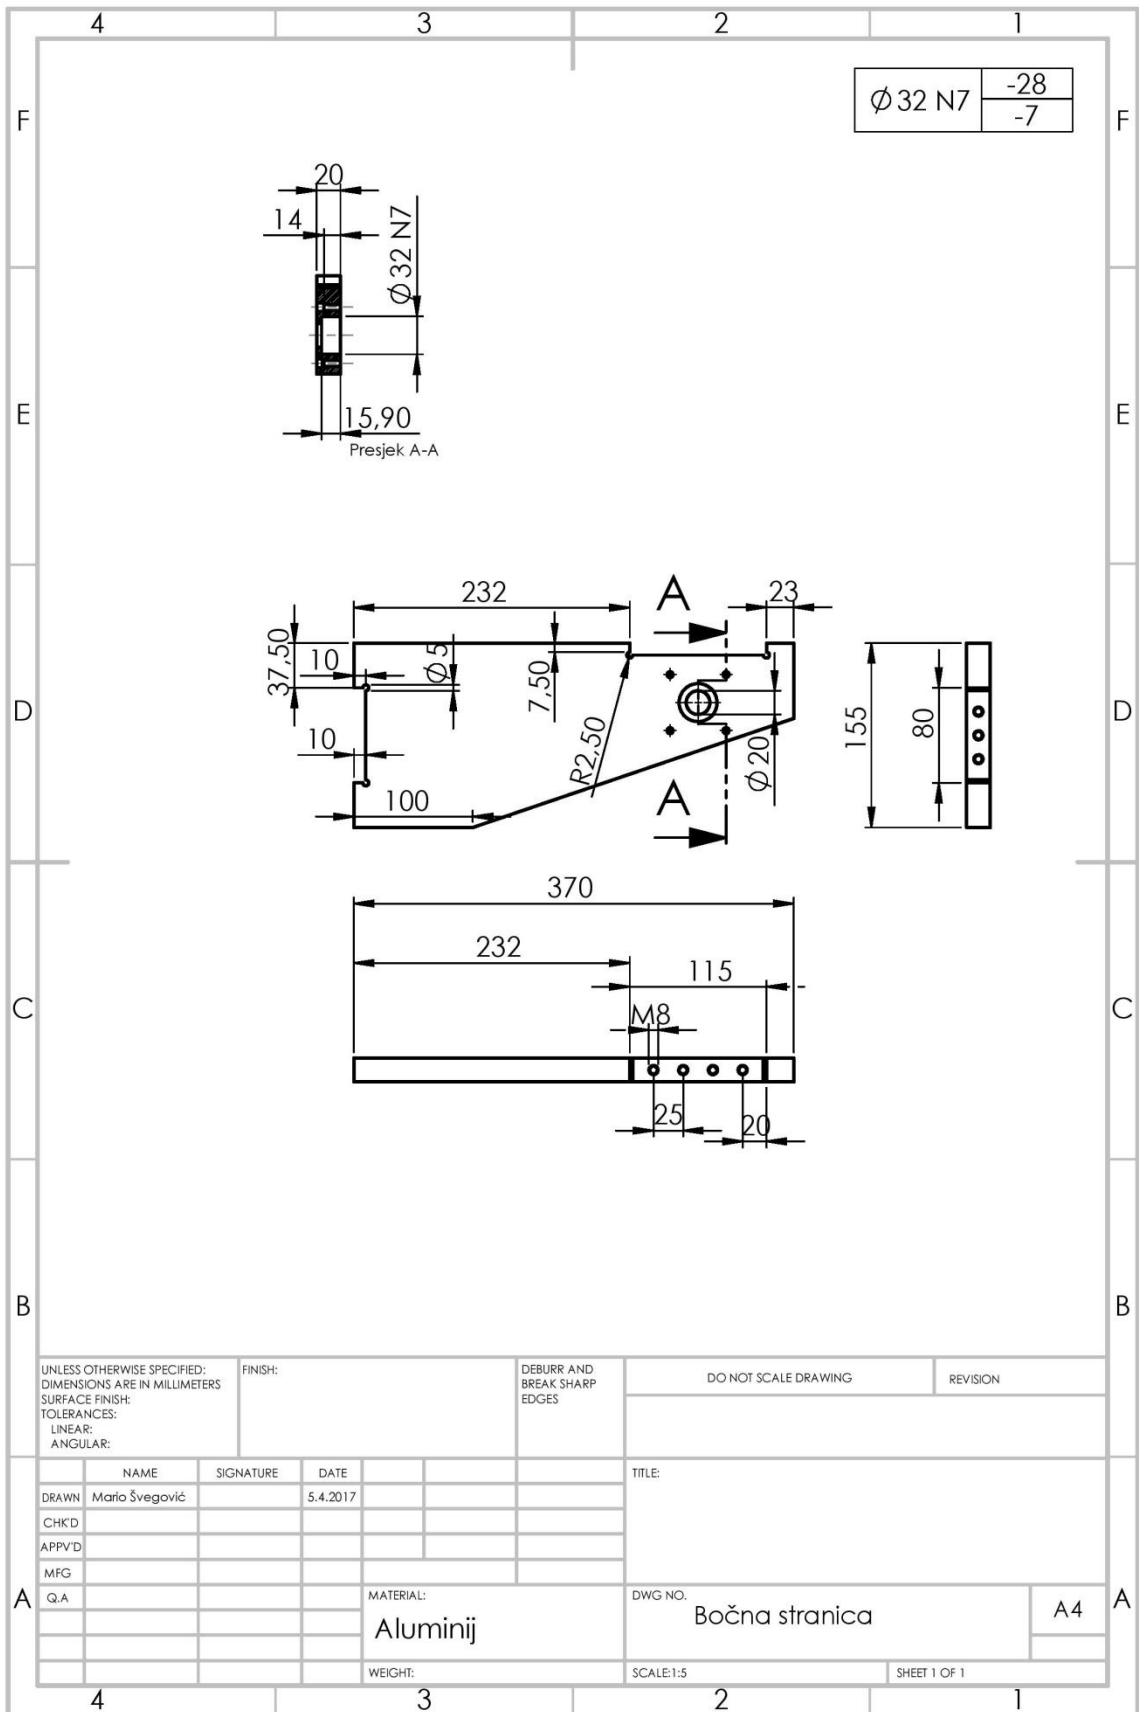 4 3 2 1
F F
Ø32 N7 -28
-7
20
14
Ø32 N7
E E
15,90
Presjek A-A
232 A 23
37,50 10 Ø5 7,50
D D
10 R2,50 Ø20 155 80
100 A
370
232 115
C C
M8
25 20
B B
UNLESS OTHERWISE SPECIFIED:
DIMENSIONS ARE IN MILLIMETERS
SURFACE FINISH:
TOLERANCES:
LINEAR:
ANGULAR:
FINISH:
DEBURR AND
BREAK SHARP
EDGES
DO NOT SCALE DRAWING
REVISION
NAME SIGNATURE DATE
DRAWN Mario Švegović 5.4.2017
CHK'D
APPV'D
MFG
Q.A
TITLE:
A A
MATERIAL:
Aluminij
DWG NO.
Bočna stranica
A4
WEIGHT:
SCALE:1:5
SHEET 1 OF 1
4 3 2 1